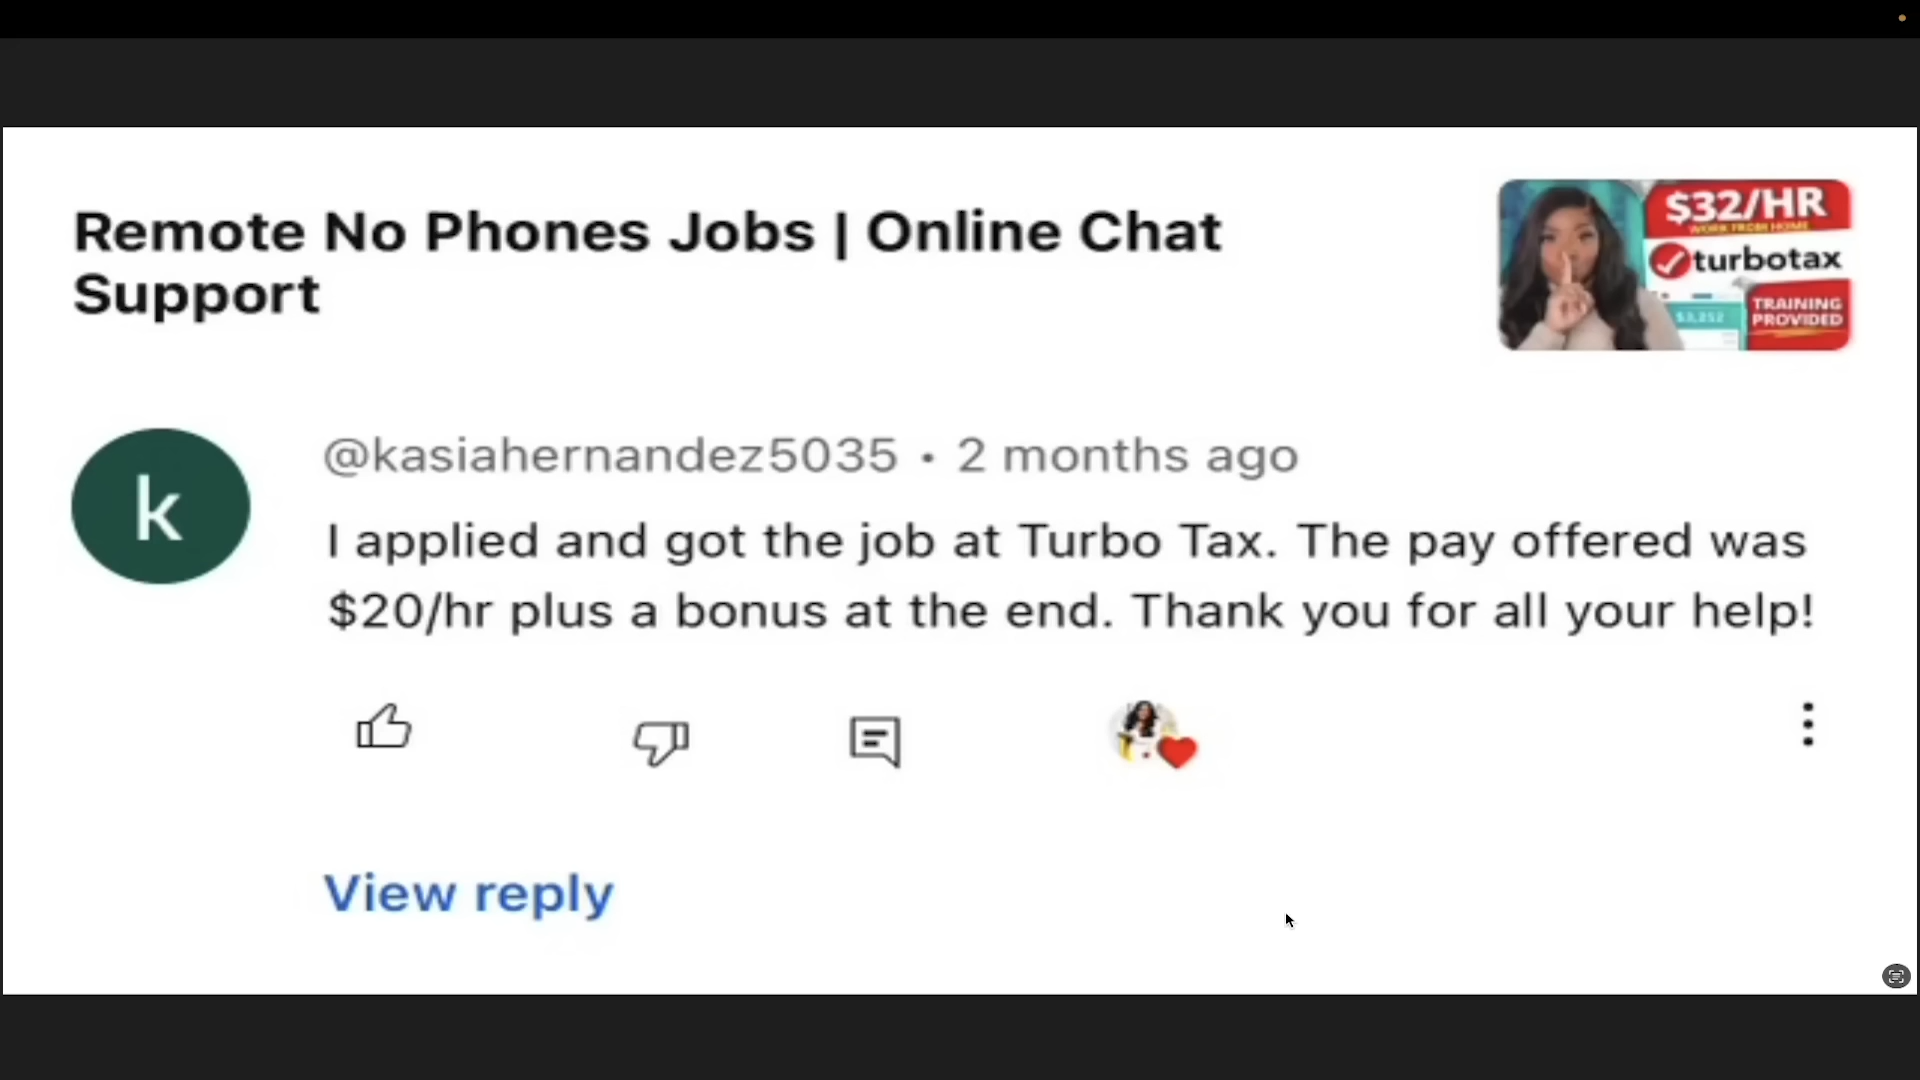 Remote No Phones Jobs | Online Chat
Support
$32/HR
WORK FROM HOME
turbotax
TRAINING
PROVIDED
$3,252
k
@kasiahernandez5035 • 2 months ago
I applied and got the job at Turbo Tax. The pay offered was
$20/hr plus a bonus at the end. Thank you for all your help!
View reply